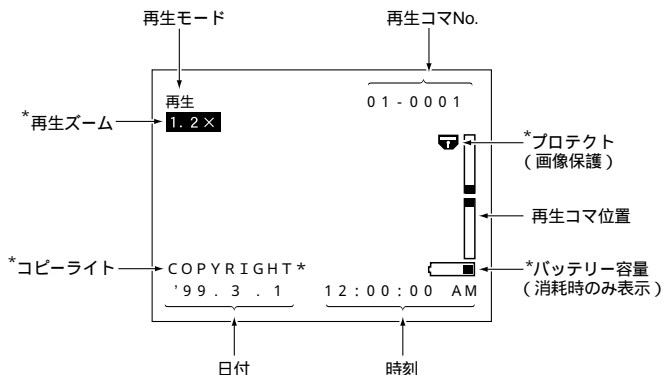 再生モード
再生コマNo.
再生
01-0001
*再生ズーム
1.2×
*プロテクト
(画像保護)
再生コマ位置
*コピーライト
COPYRIGHT*
*バッテリー容量
(消耗時のみ表示)
'99.3.1
12:00:00 AM
日付
時刻